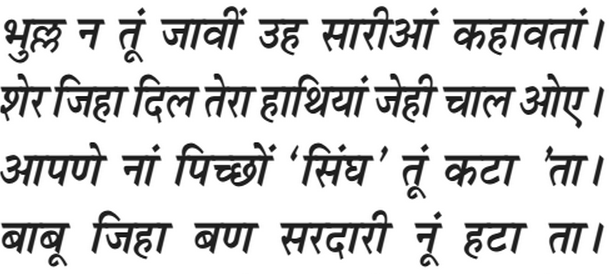 भुल्ल न तूं जावीं उह सारीआं कहावतां।
शेर जिहा दिल तेरा हाथियां जेही चाल ओए।
आपणे नां पिच्छों ‘सिंघ’ तूं कटा ’ता।
बाबू जिहा बण सरदारी नूं हटा ता।